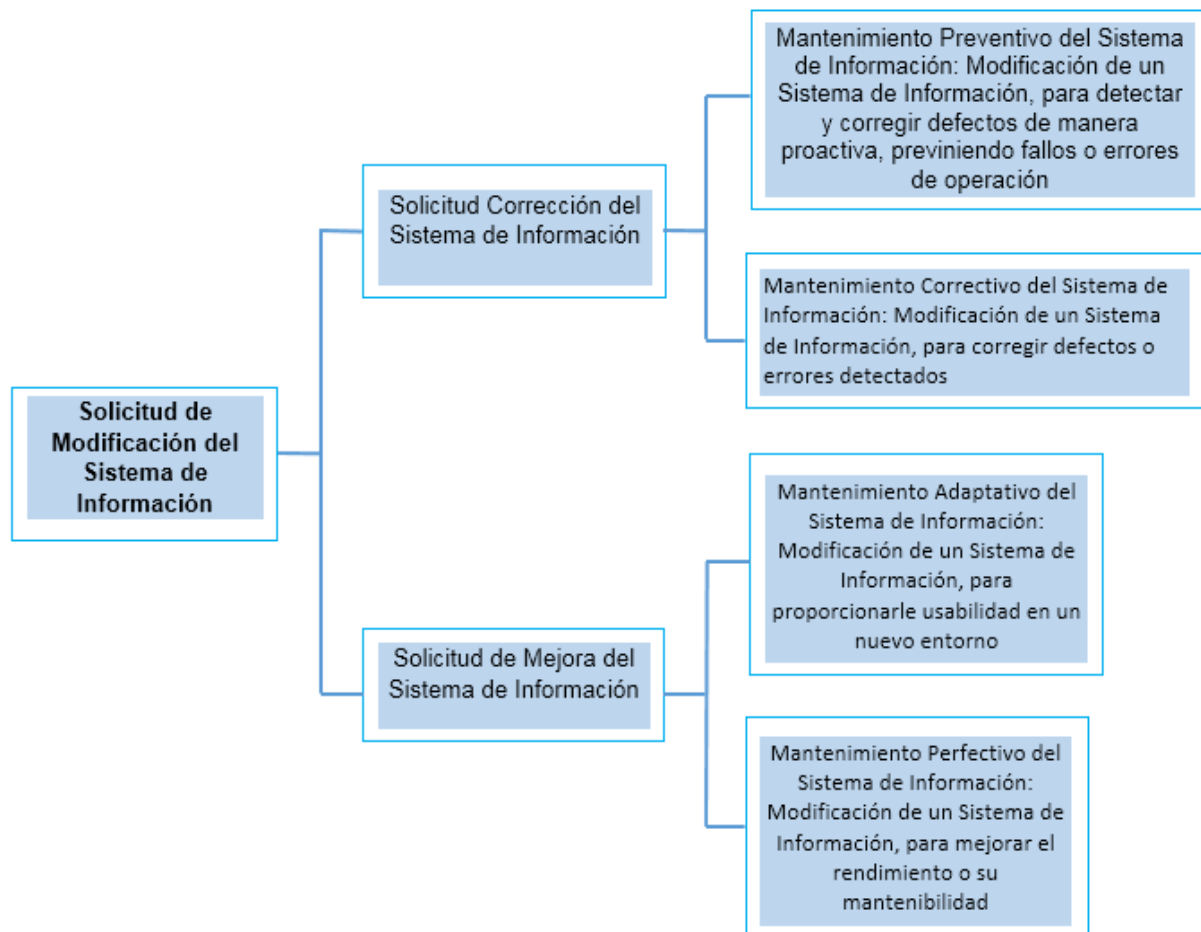 Solicitud de
Modificación del
Sistema de
Información
Solicitud Corrección del
Sistema de Información
Mantenimiento Preventivo del Sistema
de Información: Modificación de un
Sistema de Información, para detectar
y corregir defectos de manera
proactiva, previniendo fallos o errores
de operación
Mantenimiento Correctivo del Sistema de
Información: Modificación de un Sistema
de Información, para corregir defectos o
errores detectados
Solicitud de Mejora del
Sistema de Información
Mantenimiento Adaptativo del
Sistema de Información:
Modificación de un Sistema de
Información, para
proporcionarle usabilidad en un
nuevo entorno
Mantenimiento Perfectivo del
Sistema de Información:
Modificación de un Sistema de
Información, para mejorar el
rendimiento o su
mantenibilidad